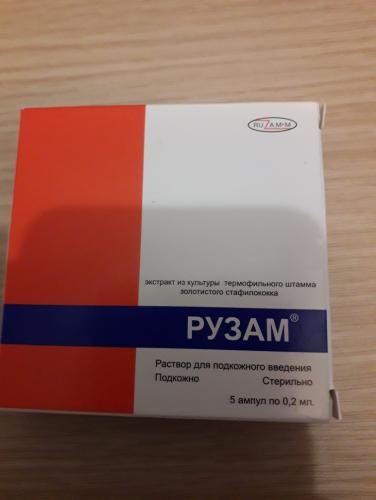 RUZAM-M
экстракт из культуры термофильного штамма
золотистого стафилококка
РУЗАМ®
Раствор для подкожного введения
Подкожно Стерильно
5 ампул по 0,2 мл.